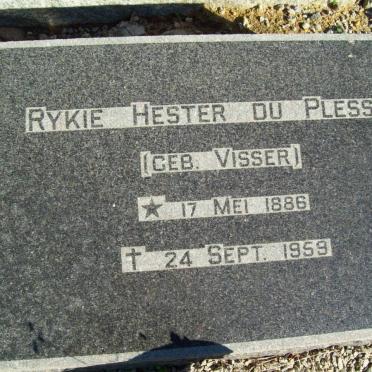 RYKIE HESTER DU PLESS
(GEB. VISSER)
★ 17 MEI 1886
† 24 SEPT. 1959